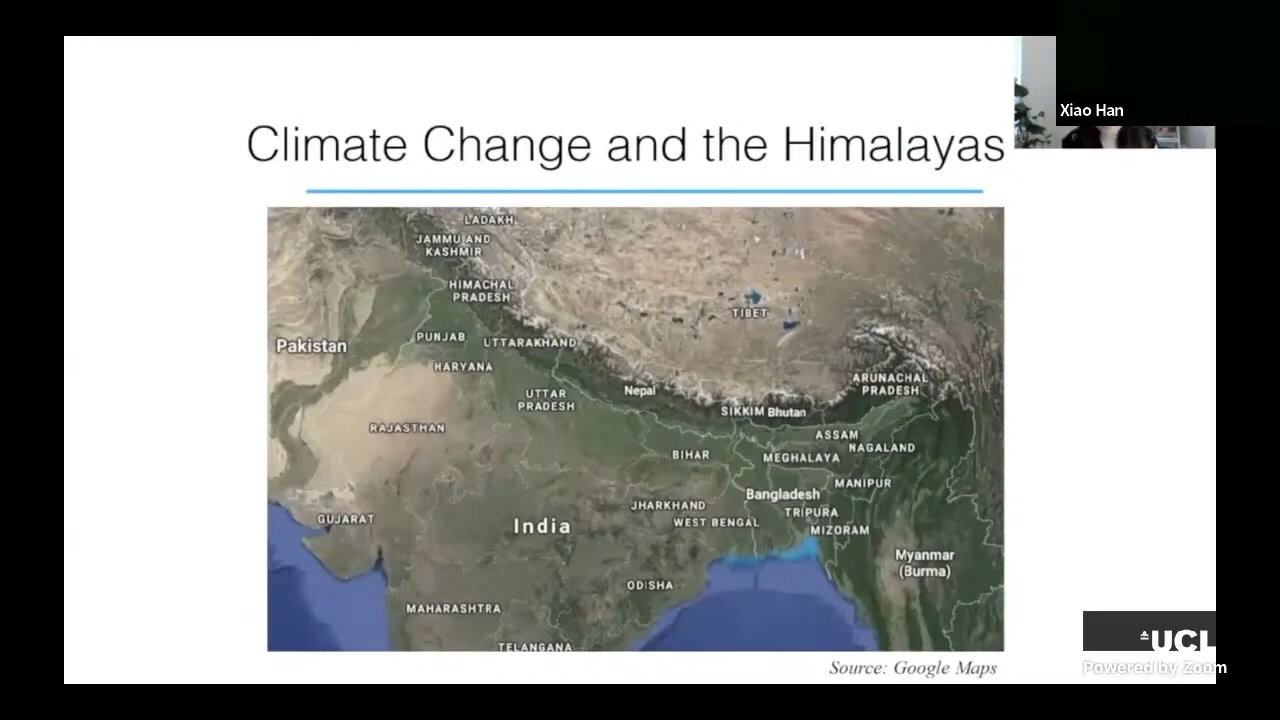 Xiao Han
Climate Change and the Himalayas
LADAKH
JAMMU AND
KASHMIR
HIMACHAL
PRADESH
TIBET
PUNJAB
UTTARAKHAND
Pakistan
HARYANA
ARUNACHAL
PRADESH
UTTAR
PRADESH
Nepal
SIKKIM
Bhutan
RAJASTHAN
ASSAM
NAGALAND
BIHAR
MEGHALAYA
MANIPUR
Bangladesh
JHARKHAND
TRIPURA
GUJARAT
India
WEST BENGAL
MIZORAM
Myanmar
(Burma)
ODISHA
MAHARASHTRA
TELANGANA
Source: Google Maps
UCL
Powered by Zoom